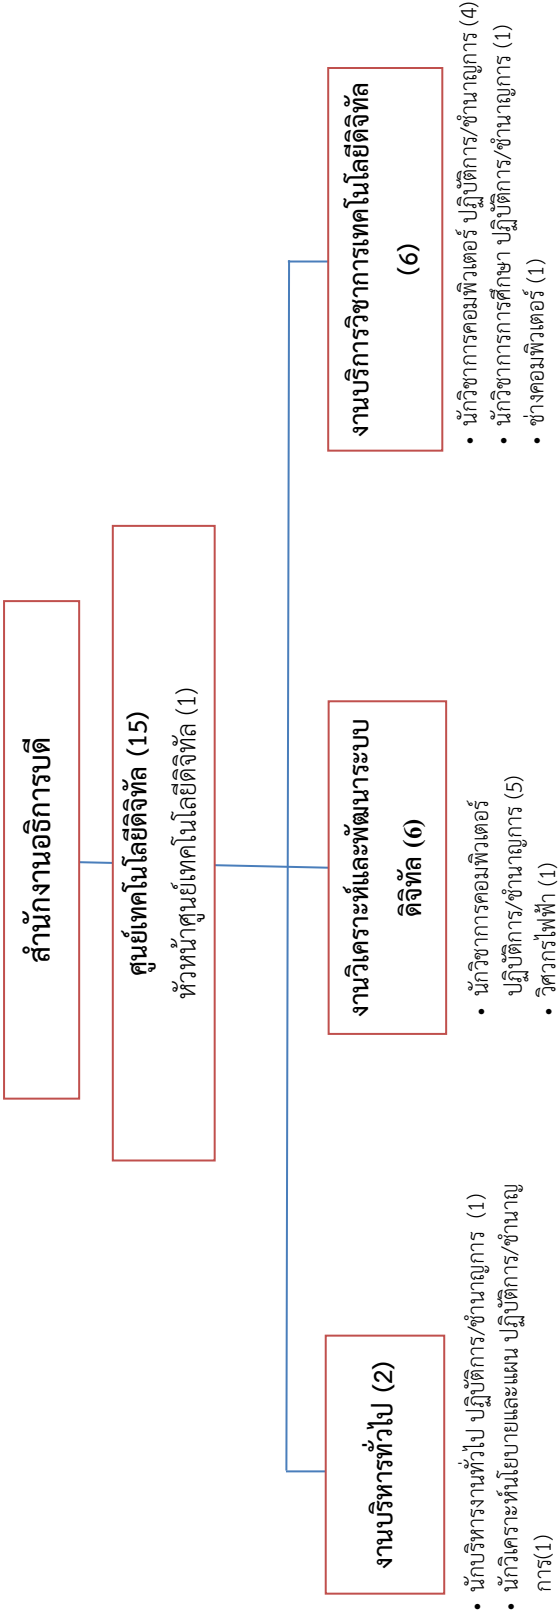 สำนักงานอธิการบดี
ศูนย์เทคโนโลยีดิจิทัล (15)
หัวหน้าศูนย์เทคโนโลยีดิจิทัล (1)
งานบริหารทั่วไป (2)
• นักบริหารงานทั่วไป ปฏิบัติการ/ชำนาญการ (1)
• นักวิเคราะห์นโยบายและแผน ปฏิบัติการ/ชำนาญ
การ(1)
งานวิเคราะห์และพัฒนาระบบ
ดิจิทัล (6)
• นักวิชาการคอมพิวเตอร์
ปฏิบัติการ/ชำนาญการ (5)
• วิศวกรไฟฟ้า (1)
งานบริการวิชาการเทคโนโลยีดิจิทัล
(6)
• นักวิชาการคอมพิวเตอร์ ปฏิบัติการ/ชำนาญการ (4)
• นักวิชาการการศึกษา ปฏิบัติการ/ชำนาญการ (1)
• ช่างคอมพิวเตอร์ (1)